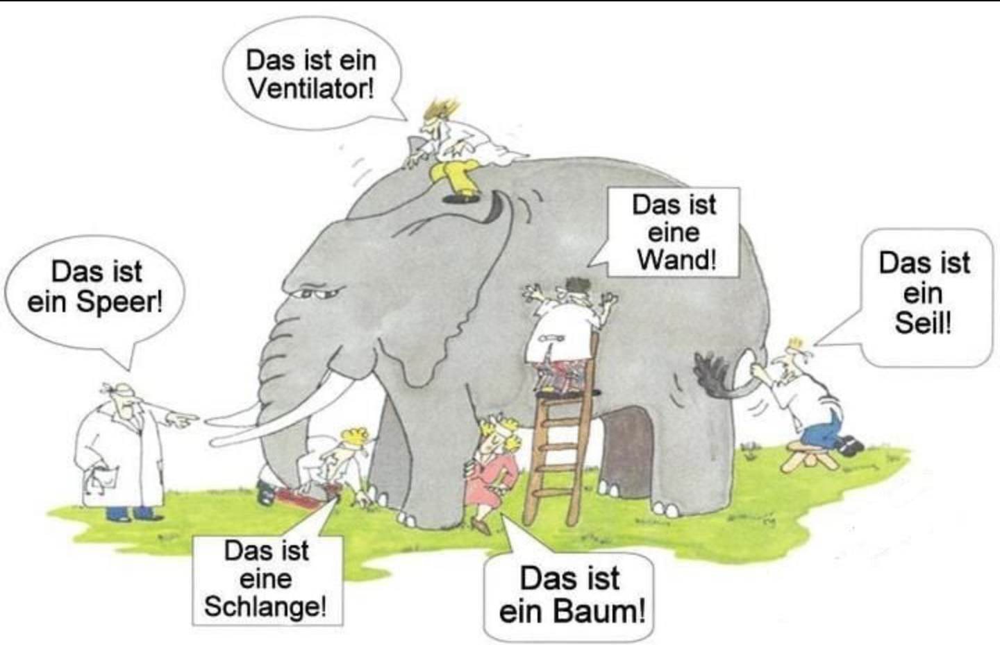 Das ist ein
Ventilator!
Das ist
eine
Wand!
Das ist
ein Speer!
Das ist
ein
Seil!
Das ist
eine
Schlange!
Das ist
ein Baum!